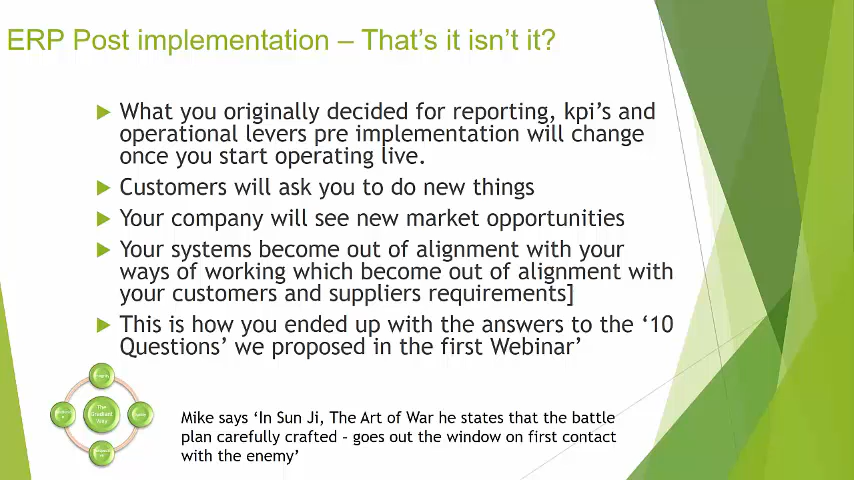 ERP Post implementation – That's it isn't it?
What you originally decided for reporting, kpi's and
operational levers pre implementation will change
once you start operating live.
Customers will ask you to do new things
Your company will see new market opportunities
Your systems become out of alignment with your
ways of working which become out of alignment with
your customers and suppliers requirements]
This is how you ended up with the answers to the '10
Questions' we proposed in the first Webinar'
The
Gradient
Way
Mike says 'In Sun Ji, The Art of War he states that the battle
plan carefully crafted – goes out the window on first contact
with the enemy'